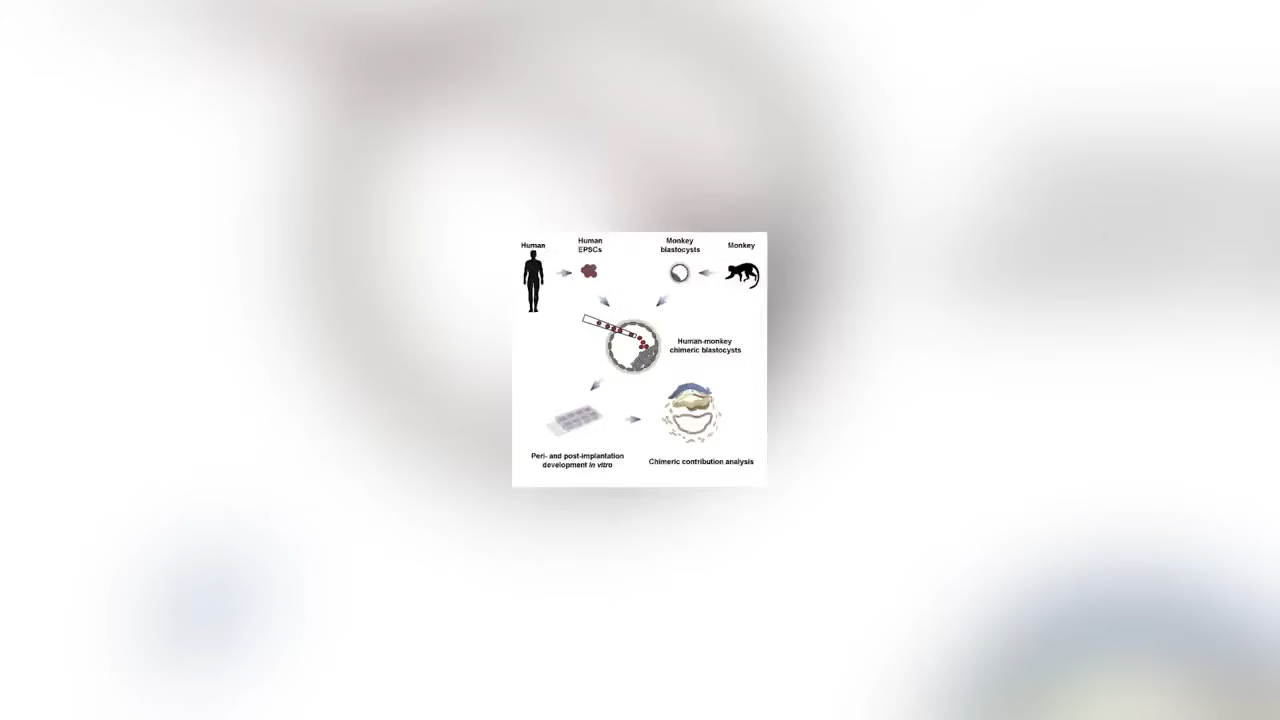 Human
Human
EPSCs
Monkey
blastocysts
Monkey
Human-monkey
chimeric blastocysts
Peri- and post-implantation
development in vitro
Chimeric contribution analysis